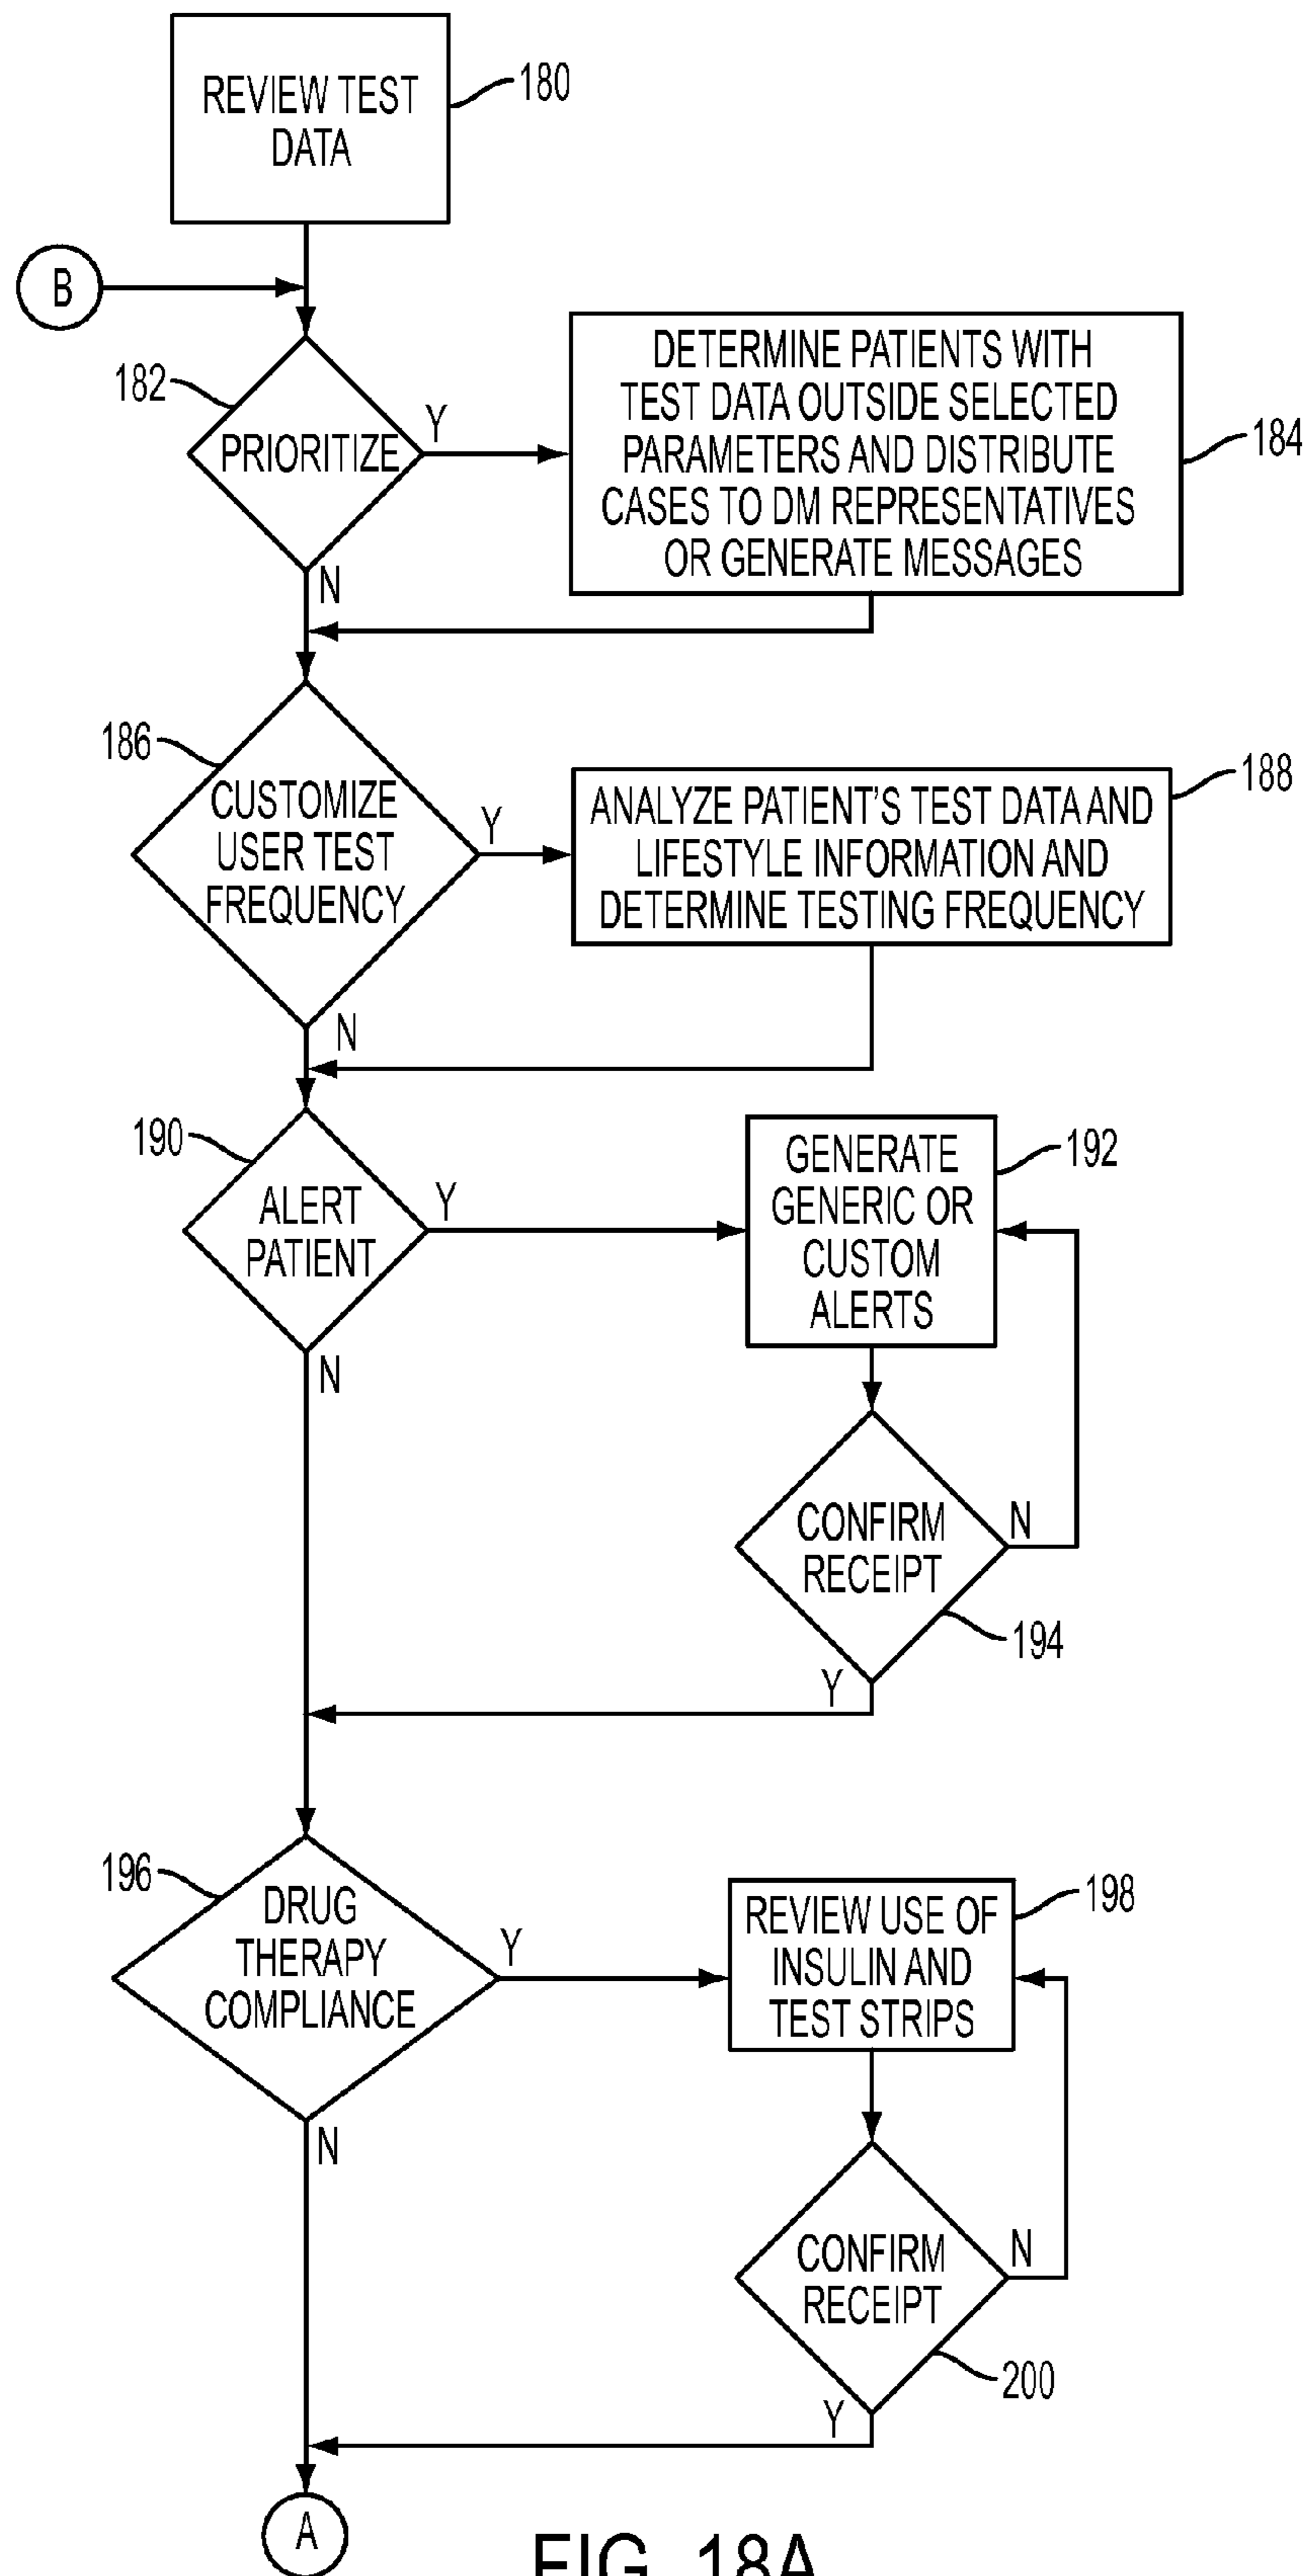 REVIEW TEST
DATA
180
B
182
PRIORITIZE
Y
N
DETERMINE PATIENTS WITH
TEST DATA OUTSIDE SELECTED
PARAMETERS AND DISTRIBUTE
CASES TO DM REPRESENTATIVES
OR GENERATE MESSAGES
184
186
CUSTOMIZE
USER TEST
FREQUENCY
Y
N
ANALYZE PATIENT'S TEST DATA AND
LIFESTYLE INFORMATION AND
DETERMINE TESTING FREQUENCY
188
190
ALERT
PATIENT
Y
N
GENERATE
GENERIC OR
CUSTOM
ALERTS
192
CONFIRM
RECEIPT
N
194
Y
196
DRUG
THERAPY
COMPLIANCE
Y
N
REVIEW USE OF
INSULIN AND
TEST STRIPS
198
CONFIRM
RECEIPT
N
200
Y
A
FIG. 18A